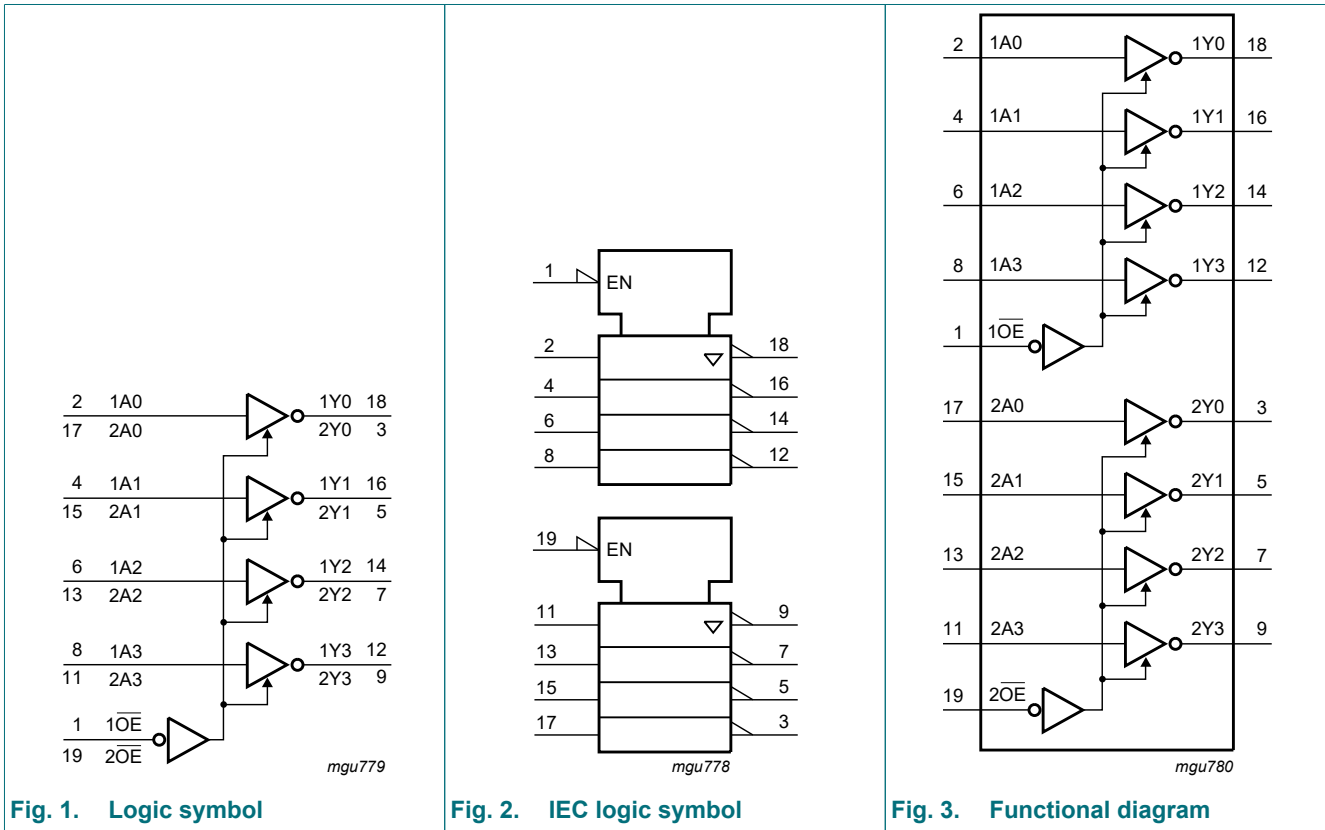 2 1A0 1Y0 18
17 2A0 2Y0 3
4 1A1 1Y1 16
15 2A1 2Y1 5
6 1A2 1Y2 14
13 2A2 2Y2 7
8 1A3 1Y3 12
11 2A3 2Y3 9
1 1O̅E̅
19 2O̅E̅
mgu779
Fig. 1. Logic symbol
1 EN
2 18
4 16
6 14
8 12
19 EN
11 9
13 7
15 5
17 3
mgu778
Fig. 2. IEC logic symbol
2 1A0 1Y0 18
4 1A1 1Y1 16
6 1A2 1Y2 14
8 1A3 1Y3 12
1 1O̅E̅
17 2A0 2Y0 3
15 2A1 2Y1 5
13 2A2 2Y2 7
11 2A3 2Y3 9
19 2O̅E̅
mgu780
Fig. 3. Functional diagram